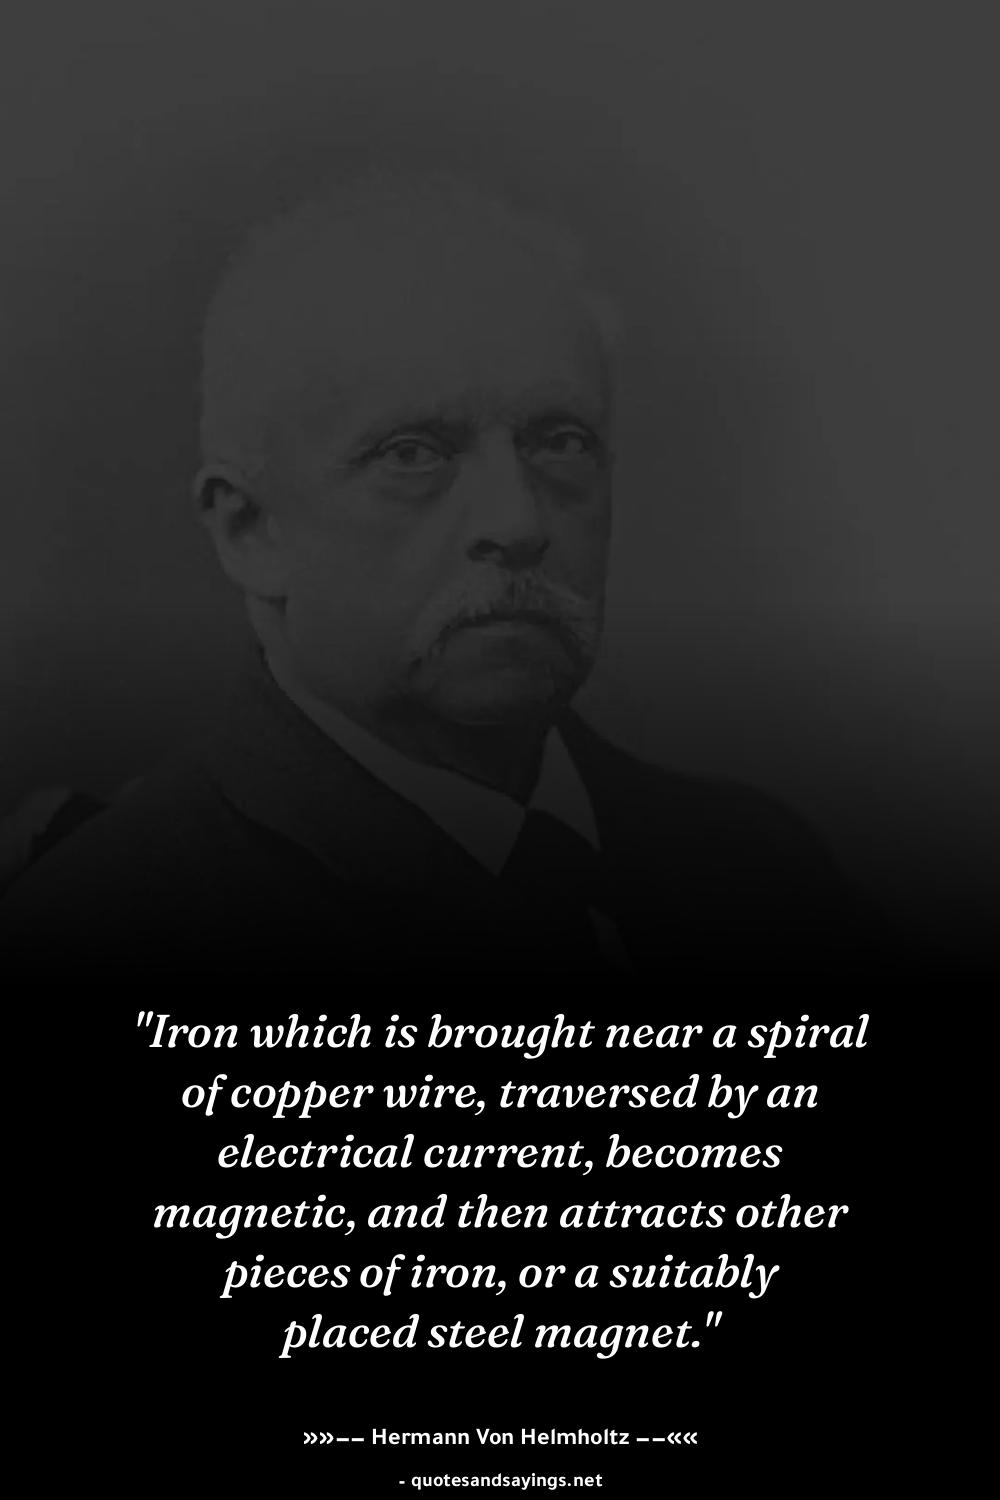 "Iron which is brought near a spiral
of copper wire, traversed by an
electrical current, becomes
magnetic, and then attracts other
pieces of iron, or a suitably
placed steel magnet."
»»−− Hermann Von Helmholtz −−««
- quotesandsayings.net